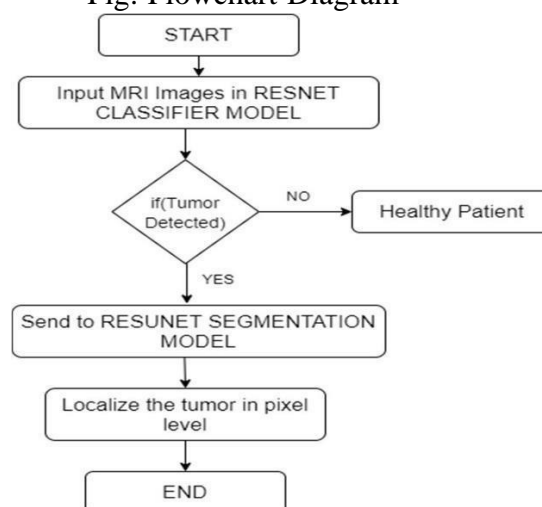 Fig: Flowchart Diagram
START
Input MRI Images in RESNET
CLASSIFIER MODEL
if(Tumor
Detected)
NO
Healthy Patient
YES
Send to RESUNET SEGMENTATION
MODEL
Localize the tumor in pixel
level
END